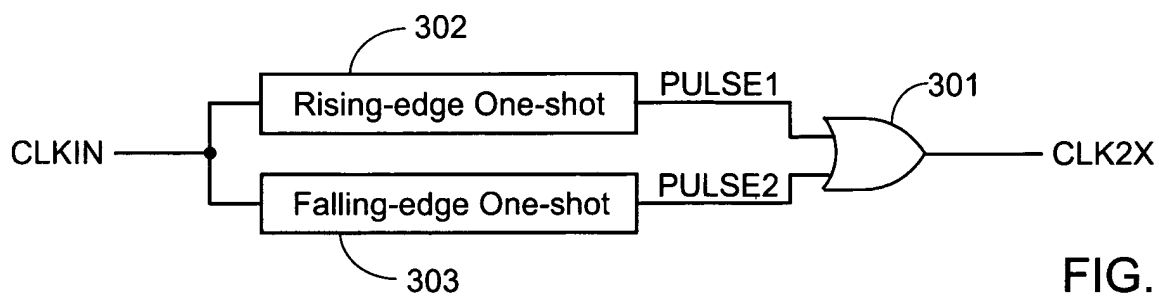 302
Rising-edge One-shot
PULSE1
301
CLKIN
CLK2X
Falling-edge One-shot
PULSE2
303
FIG.